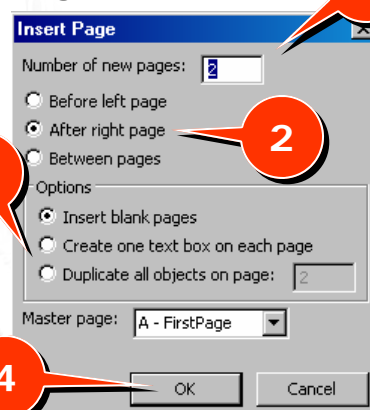 Insert Page
Number of new pages: 2
Before left page
After right page
2
Between pages
Options
Insert blank pages
Create one text box on each page
Duplicate all objects on page: 2
Master page: A - FirstPage
4
OK Cancel